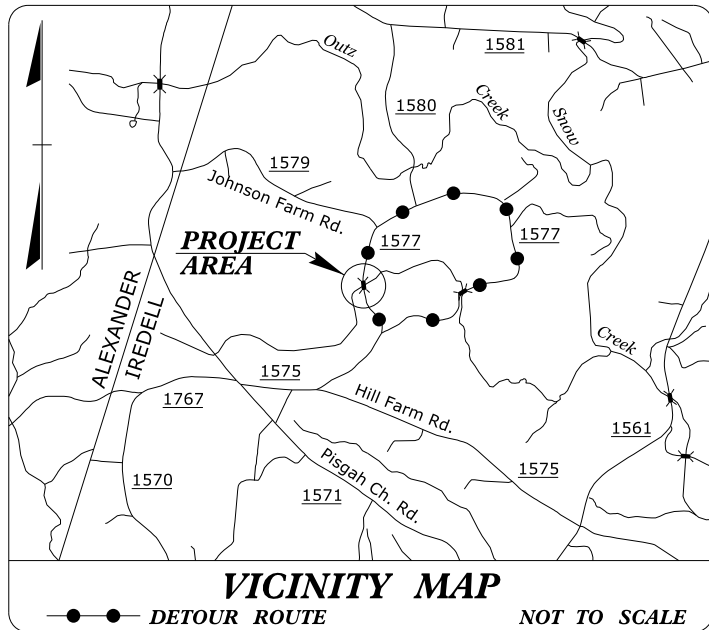 Outz
1581
1580
Creek
Snow
1579
Johnson Farm Rd.
PROJECT
AREA
1577
1577
ALEXANDER
IREDELL
Creek
1575
1767
Hill Farm Rd.
1561
1570
1571
Pisgah Ch. Rd.
1575
VICINITY MAP
DETOUR ROUTE
NOT TO SCALE